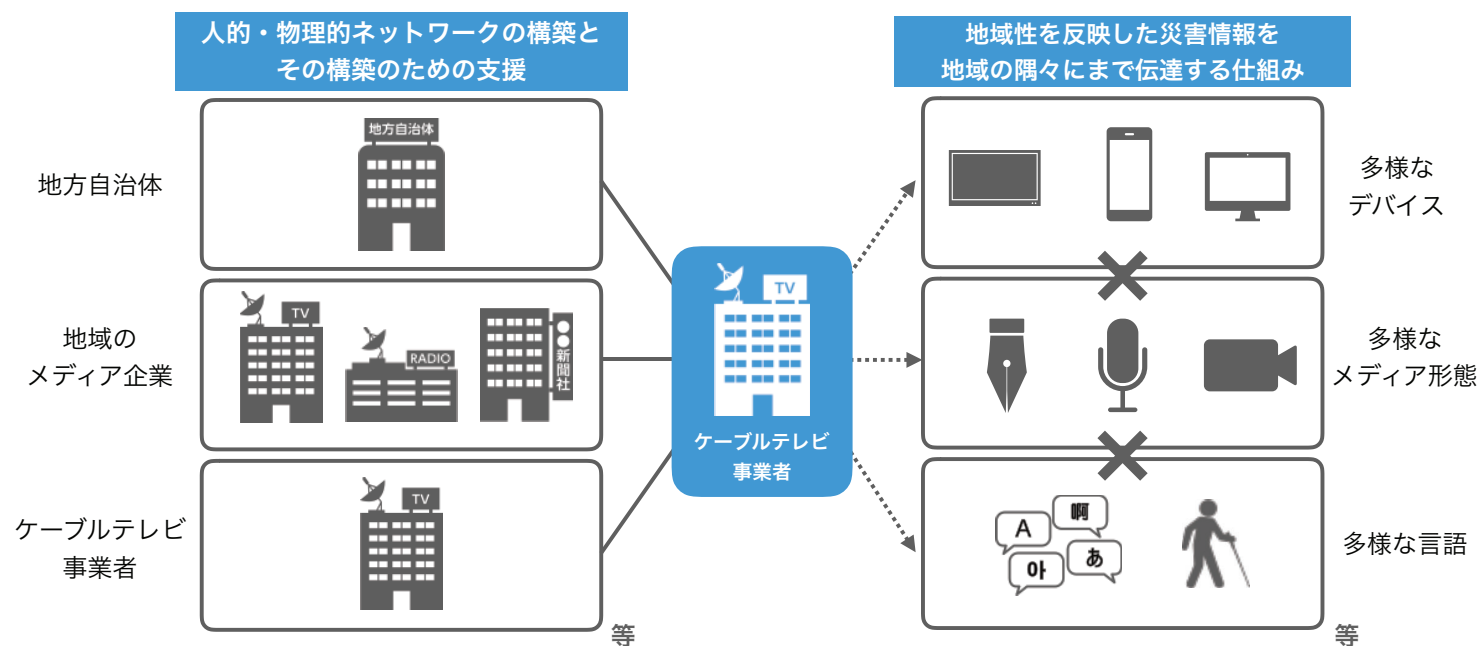 人的・物理的ネットワークの構築と
その構築のための支援
地方自治体
地方自治体
地域の
メディア企業
TV
RADIO
●●新聞社
ケーブルテレビ
事業者
TV
等
TV
ケーブルテレビ
事業者
地域性を反映した災害情報を
地域の隅々にまで伝達する仕組み
多様な
デバイス
多様な
メディア形態
A
啊
아
あ
多様な言語
等